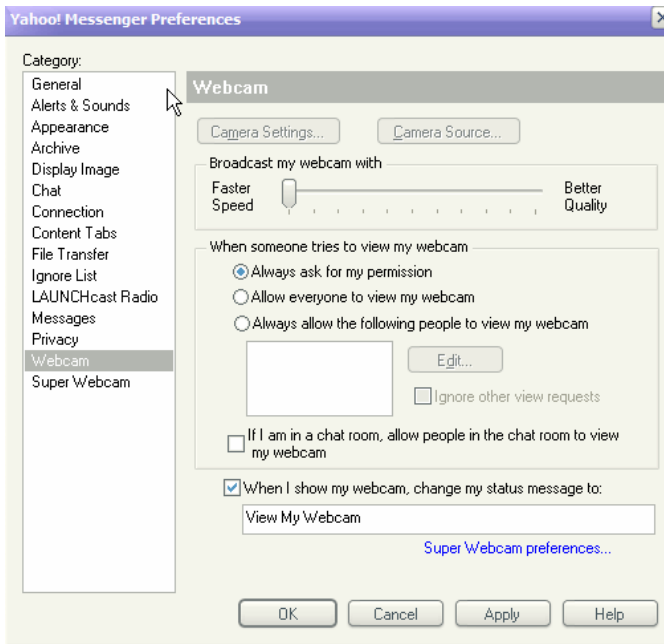 Yahoo! Messenger Preferences
Category:
General
Alerts & Sounds
Appearance
Archive
Display Image
Chat
Connection
Content Tabs
File Transfer
Ignore List
LAUNCHcast Radio
Messages
Privacy
Webcam
Super Webcam
Webcam
Camera Settings...
Camera Source...
Broadcast my webcam with
Faster
Speed
Better
Quality
When someone tries to view my webcam
Always ask for my permission
Allow everyone to view my webcam
Always allow the following people to view my webcam
Edit...
Ignore other view requests
If I am in a chat room, allow people in the chat room to view
my webcam
When I show my webcam, change my status message to:
View My Webcam
Super Webcam preferences...
OK
Cancel
Apply
Help